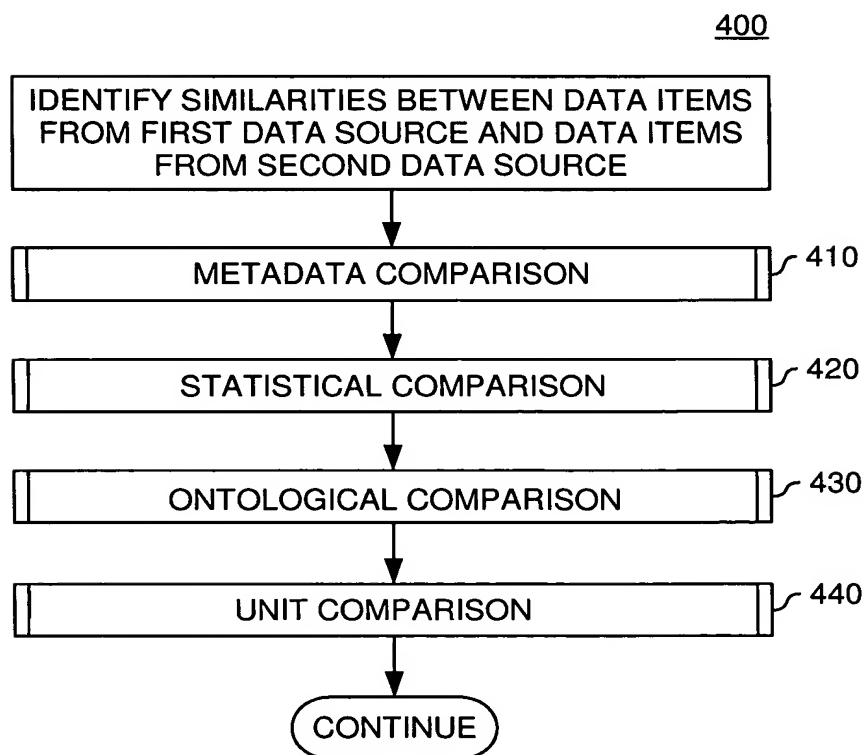 400
IDENTIFY SIMILARITIES BETWEEN DATA ITEMS
FROM FIRST DATA SOURCE AND DATA ITEMS
FROM SECOND DATA SOURCE
METADATA COMPARISON
410
STATISTICAL COMPARISON
420
ONTOLOGICAL COMPARISON
430
UNIT COMPARISON
440
CONTINUE